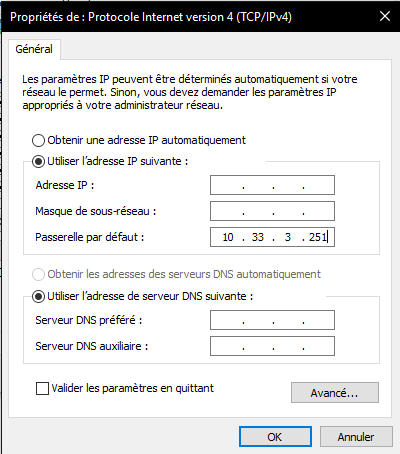 Propriétés de : Protocole Internet version 4 (TCP/IPv4)
Général
Les paramètres IP peuvent être déterminés automatiquement si votre
réseau le permet. Sinon, vous devez demander les paramètres IP
appropriés à votre administrateur réseau.
Obtenir une adresse IP automatiquement
Utiliser l'adresse IP suivante :
Adresse IP : . . .
Masque de sous-réseau : . . .
Passerelle par défaut : 10 . 33 . 3 . 251
Obtenir les adresses des serveurs DNS automatiquement
Utiliser l'adresse de serveur DNS suivante :
Serveur DNS préféré : . . .
Serveur DNS auxiliaire : . . .
Valider les paramètres en quittant
Avancé...
OK Annuler